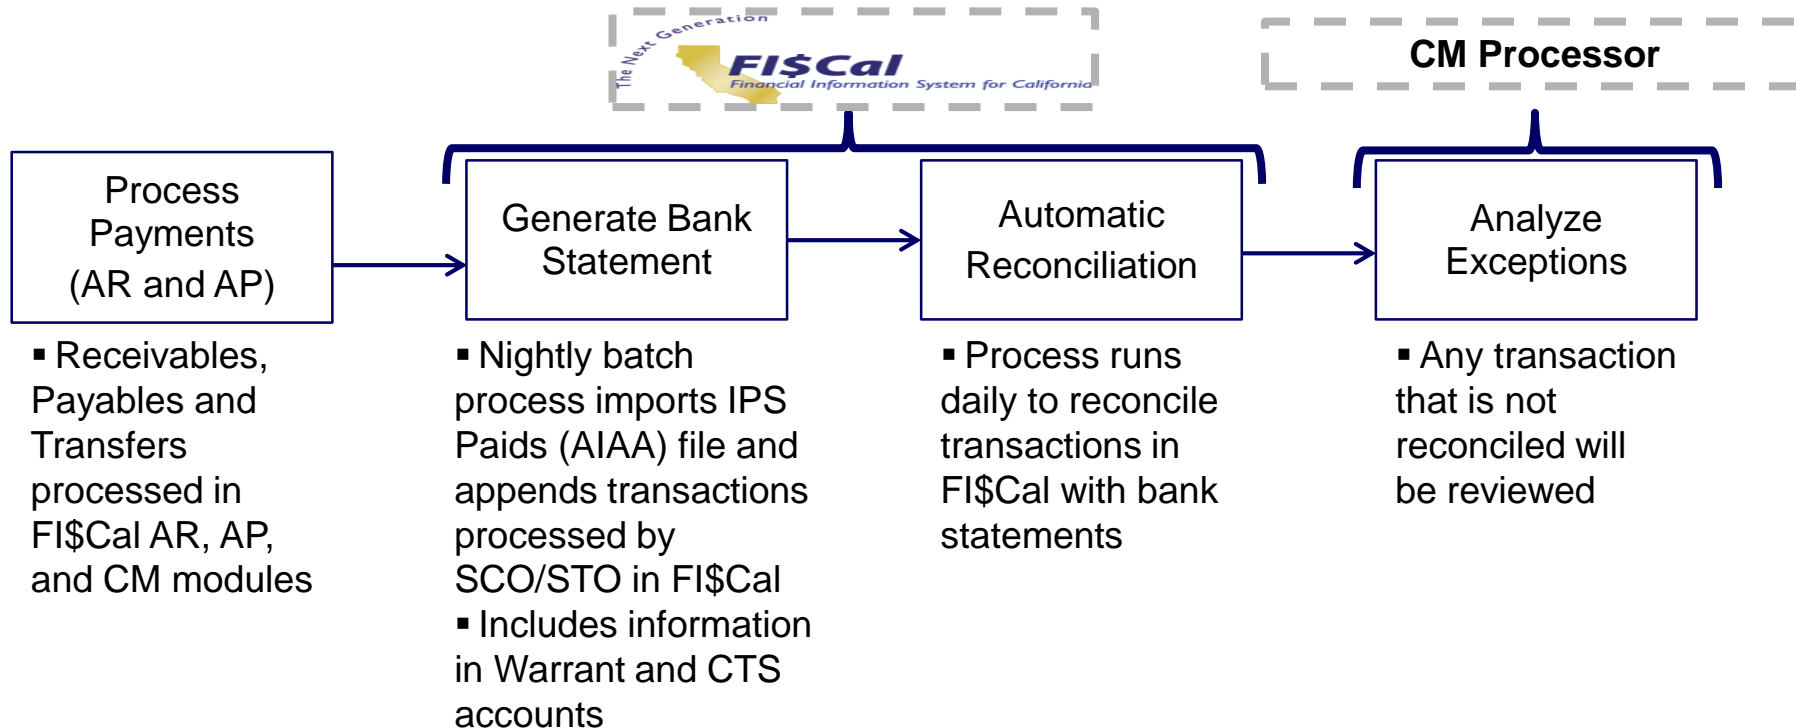 The Next Generation
FI$Cal
Financial Information System for California
CM Processor
Process
Payments
(AR and AP)
Generate Bank
Statement
Automatic
Reconciliation
Analyze
Exceptions
▪ Receivables,
Payables and
Transfers
processed in
FI$Cal AR, AP,
and CM modules
▪ Nightly batch
process imports IPS
Paids (AIAA) file and
appends transactions
processed by
SCO/STO in FI$Cal
▪ Includes information
in Warrant and CTS
accounts
▪ Process runs
daily to reconcile
transactions in
FI$Cal with bank
statements
▪ Any transaction
that is not
reconciled will
be reviewed